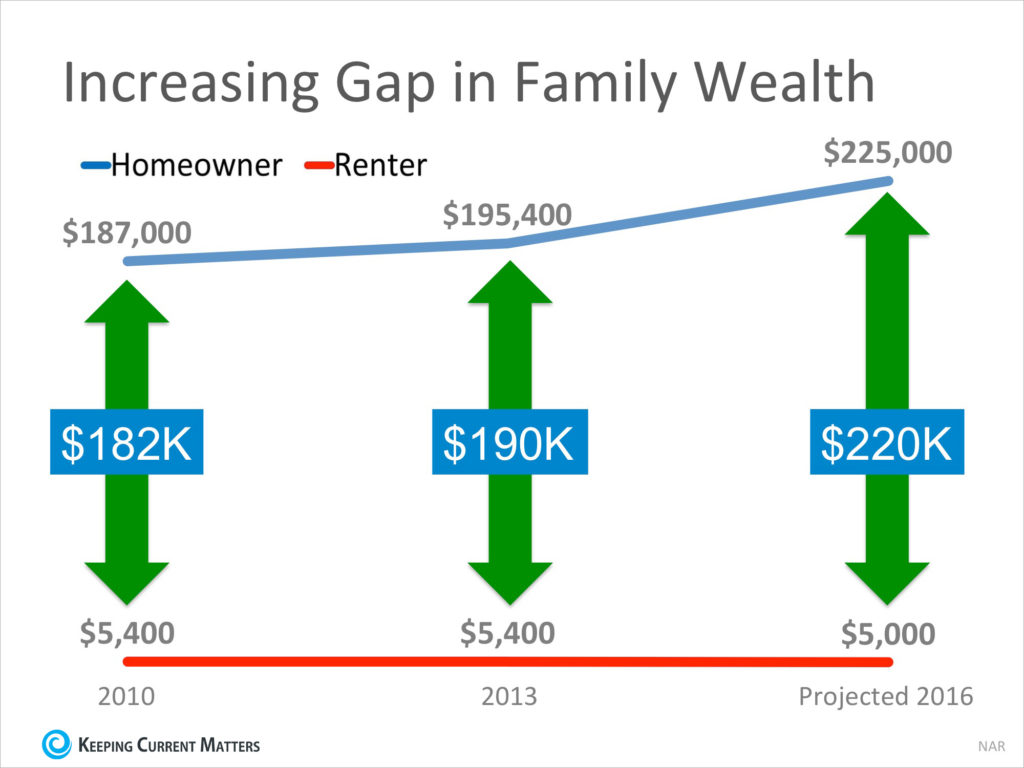 Increasing Gap in Family Wealth
Homeowner Renter
$225,000
$187,000
$195,400
$182K
$190K
$220K
$5,400
$5,400
$5,000
2010
2013
Projected 2016
KEEPING CURRENT MATTERS
NAR